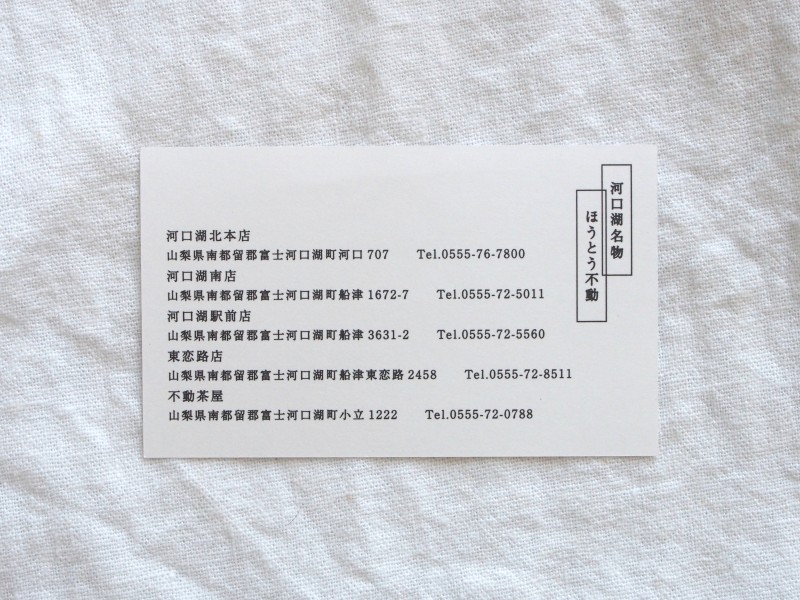 河口湖名物
ほうとう不動
河口湖北本店
山梨県南都留郡富士河口湖町河口 707 Tel.0555-76-7800
河口湖南店
山梨県南都留郡富士河口湖町船津 1672-7 Tel.0555-72-5011
河口湖駅前店
山梨県南都留郡富士河口湖町船津 3631-2 Tel.0555-72-5560
東恋路店
山梨県南都留郡富士河口湖町船津東恋路 2458 Tel.0555-72-8511
不動茶屋
山梨県南都留郡富士河口湖町小立 1222 Tel.0555-72-0788